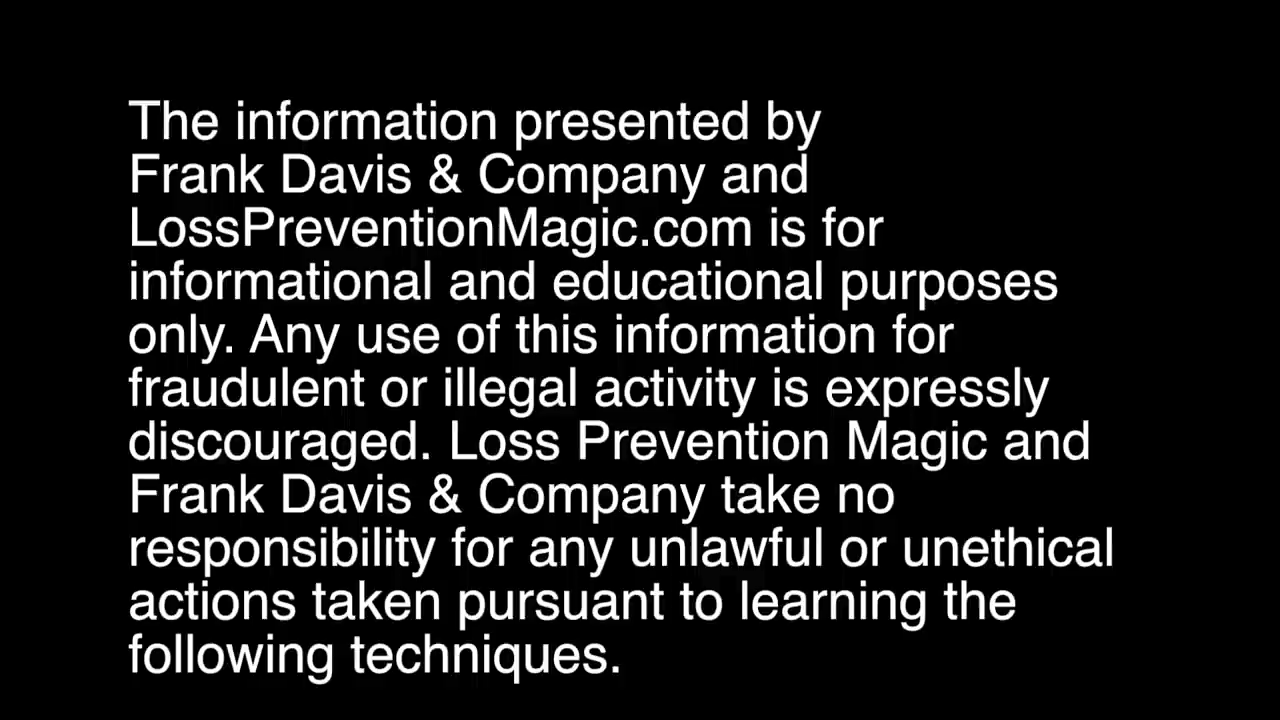 The information presented by
Frank Davis & Company and
LossPreventionMagic.com is for
informational and educational purposes
only. Any use of this information for
fraudulent or illegal activity is expressly
discouraged. Loss Prevention Magic and
Frank Davis & Company take no
responsibility for any unlawful or unethical
actions taken pursuant to learning the
following techniques.